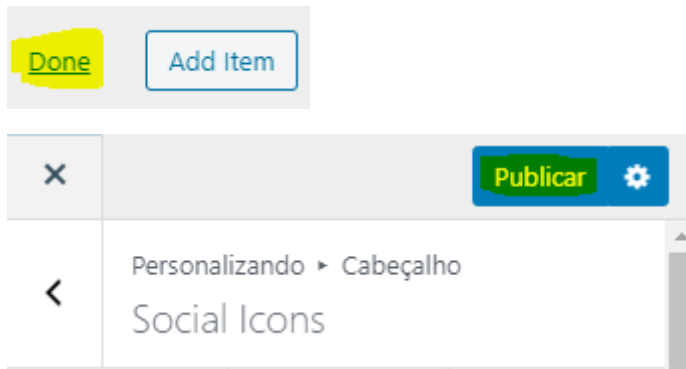 Done Add Item
Publicar
Personalizando ▸ Cabeçalho
Social Icons